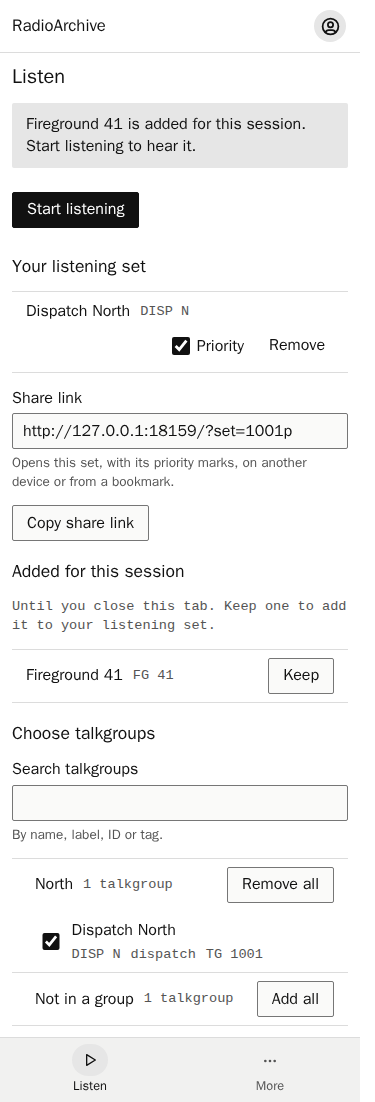 RadioArchive
Listen
Fireground 41 is added for this session.
Start listening to hear it.
Start listening
Your listening set
Dispatch North DISP N
Priority Remove
Share link
http://127.0.0.1:18159/?set=1001p
Opens this set, with its priority marks, on another
device or from a bookmark.
Copy share link
Added for this session
Until you close this tab. Keep one to add
it to your listening set.
Fireground 41 FG 41 Keep
Choose talkgroups
Search talkgroups
By name, label, ID or tag.
North 1 talkgroup Remove all
Dispatch North
DISP N dispatch TG 1001
Not in a group 1 talkgroup Add all
Listen More